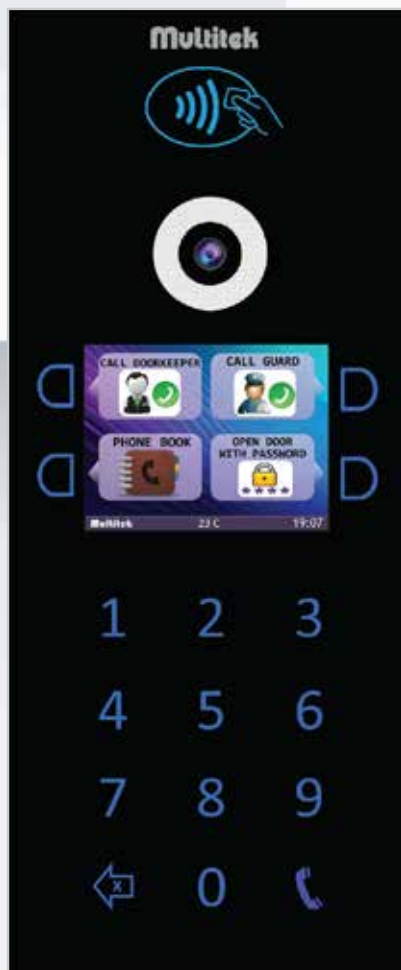 Multitek
CALL DOORKEEPER
CALL GUARD
PHONE BOOK
OPEN DOOR
WITH PASSWORD
****
Multitek 23 C 19:07
1 2 3
4 5 6
7 8 9
x 0